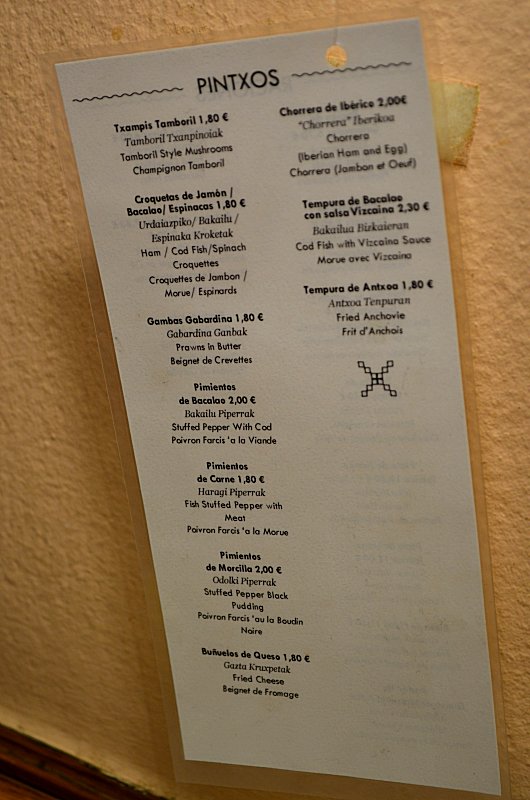 PINTXOS
Txampis Tamboril 1,80 €
Tamboril Txanpinoiak
Tamboril Style Mushrooms
Champignon Tamboril
Croquetas de Jamón /
Bacalao/ Espinacas 1,80 €
Urdaiazpiko/ Bakailu /
Espinaka Kroketak
Ham / Cod Fish/Spinach
Croquettes
Croquetes de Jambon /
Morue/ Espinards
Gambas Gabardina 1,80 €
Gabardina Ganbak
Prawns in Butter
Beignet de Crevettes
Pimientos
de Bacalao 2,00 €
Bakailu Piperrak
Stuffed Pepper With Cod
Poivron Farcis 'a la Viande
Pimientos
de Carne 1,80 €
Haragi Piperrak
Fish Stuffed Pepper with
Meat
Poivron Farcis 'a la Morue
Pimientos
de Morcilla 2,00 €
Odolki Piperrak
Stuffed Pepper Black
Pudding
Poivron Farcis 'au la Boudin
Noire
Buñuelos de Queso 1,80 €
Gazta Kruxpetak
Fried Cheese
Beignet de Fromage
Chorrera de Ibérico 2,00€
"Chorrera" Iberikoa
Chorrera
(Iberian Ham and Egg)
Chorrera (Jambon et Oeuf)
Tempura de Bacalao
con salsa Vizcaina 2,30 €
Bakailua Bizkaieran
Cod Fish with Vizcaina Sauce
Morue avec Vizcaina
Tempura de Antxoa 1,80 €
Antxoa Tenpuran
Fried Anchovie
Frit d'Anchois